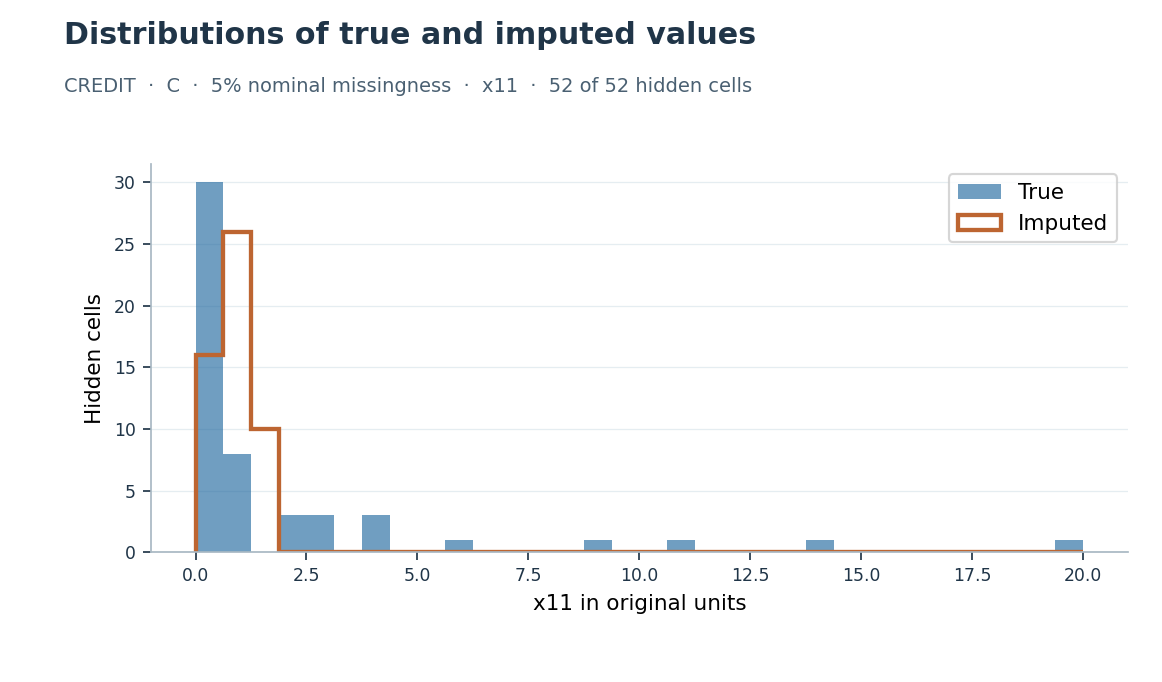 Distributions of true and imputed values
CREDIT · C · 5% nominal missingness · x11 · 52 of 52 hidden cells
True
Imputed
Hidden cells
30
25
20
15
10
5
0
0.0 2.5 5.0 7.5 10.0 12.5 15.0 17.5 20.0
x11 in original units